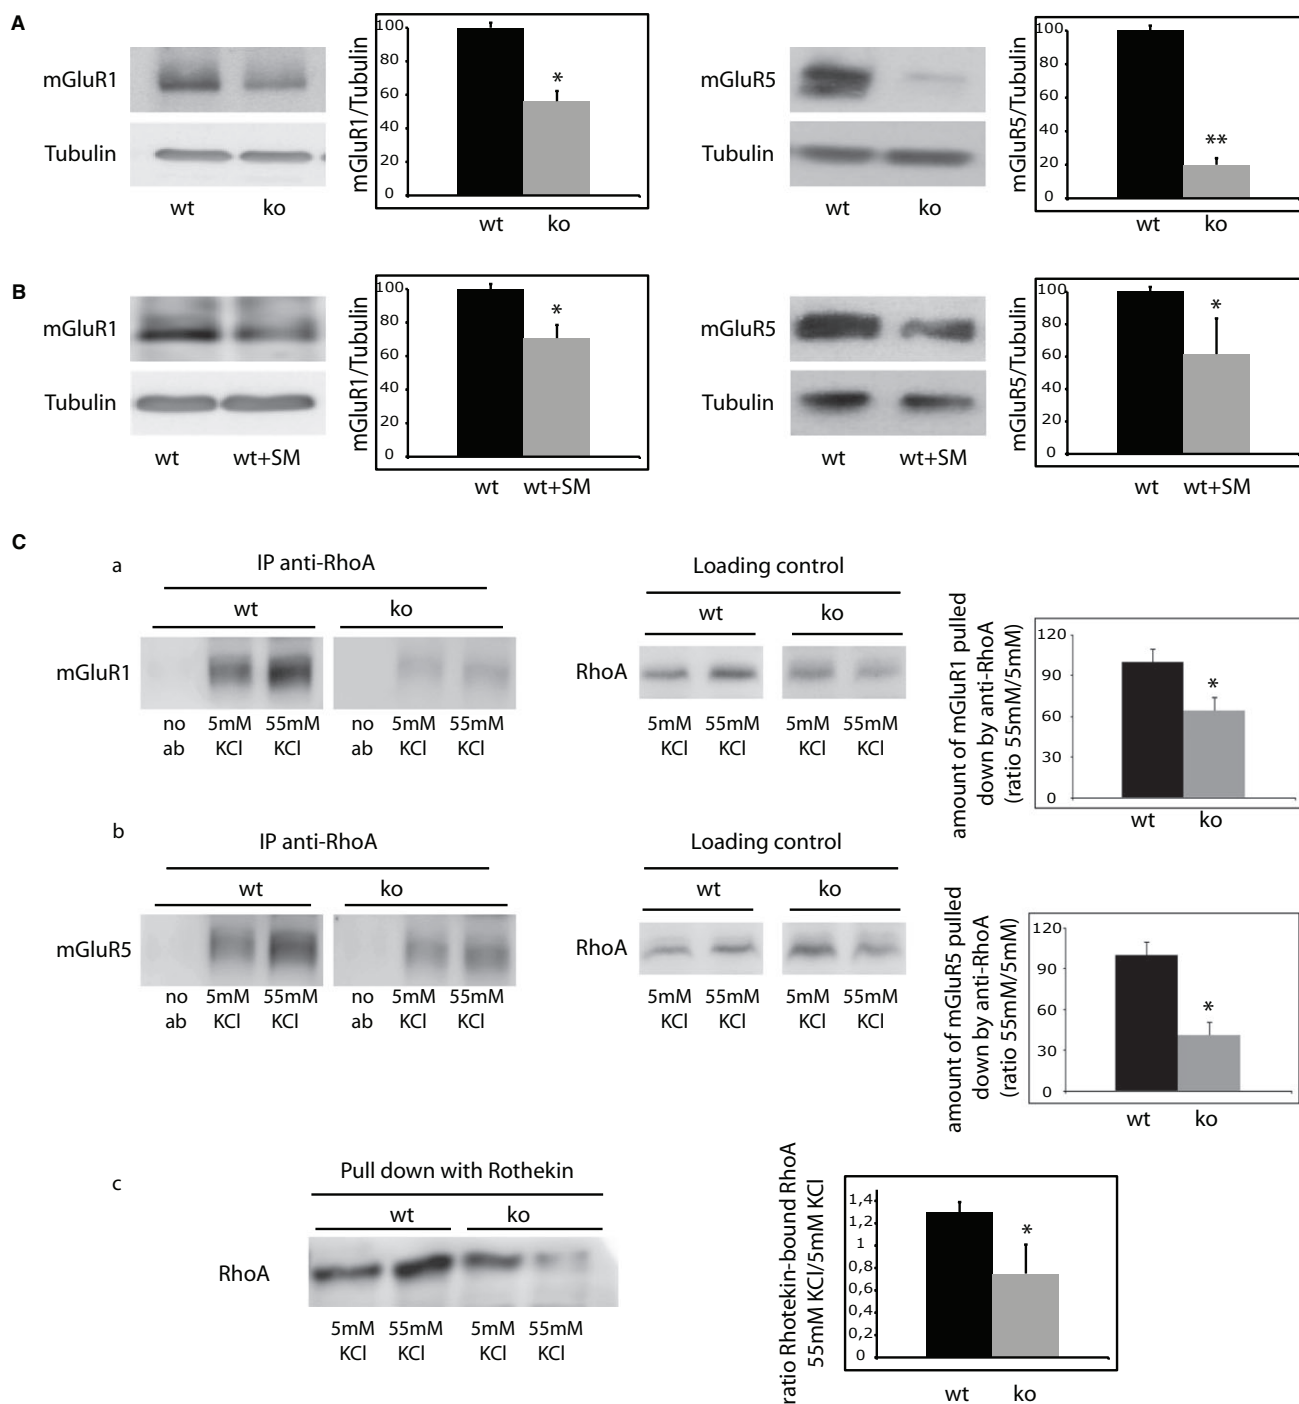 A
mGluR1
Tubulin
wt ko
mGluR1/Tubulin
100
80
60
40
20
0
*
wt ko
mGluR5
Tubulin
wt ko
mGluR5/Tubulin
100
80
60
40
20
0
**
wt ko
B
mGluR1
Tubulin
wt wt+SM
mGluR1/Tubulin
100
80
60
40
20
0
*
wt wt+SM
mGluR5
Tubulin
wt wt+SM
mGluR5/Tubulin
100
80
60
40
20
0
*
wt wt+SM
C
a
IP anti-RhoA
wt ko
mGluR1
no 5mM 55mM no 5mM 55mM
ab KCl KCl ab KCl KCl
Loading control
wt ko
RhoA
5mM 55mM 5mM 55mM
KCl KCl KCl KCl
amount of mGluR1 pulled
down by anti-RhoA
(ratio 55mM/5mM)
120
90
60
30
0
*
wt ko
b
IP anti-RhoA
wt ko
mGluR5
no 5mM 55mM no 5mM 55mM
ab KCl KCl ab KCl KCl
Loading control
wt ko
RhoA
5mM 55mM 5mM 55mM
KCl KCl KCl KCl
amount of mGluR5 pulled
down by anti-RhoA
(ratio 55mM/5mM)
120
90
60
30
0
*
wt ko
c
Pull down with Rothekin
wt ko
RhoA
5mM 55mM 5mM 55mM
KCl KCl KCl KCl
ratio Rhotekin-bound RhoA
55mM KCl/5mM KCl
1,4
1,2
1
0,8
0,6
0,4
0,2
0
*
wt ko